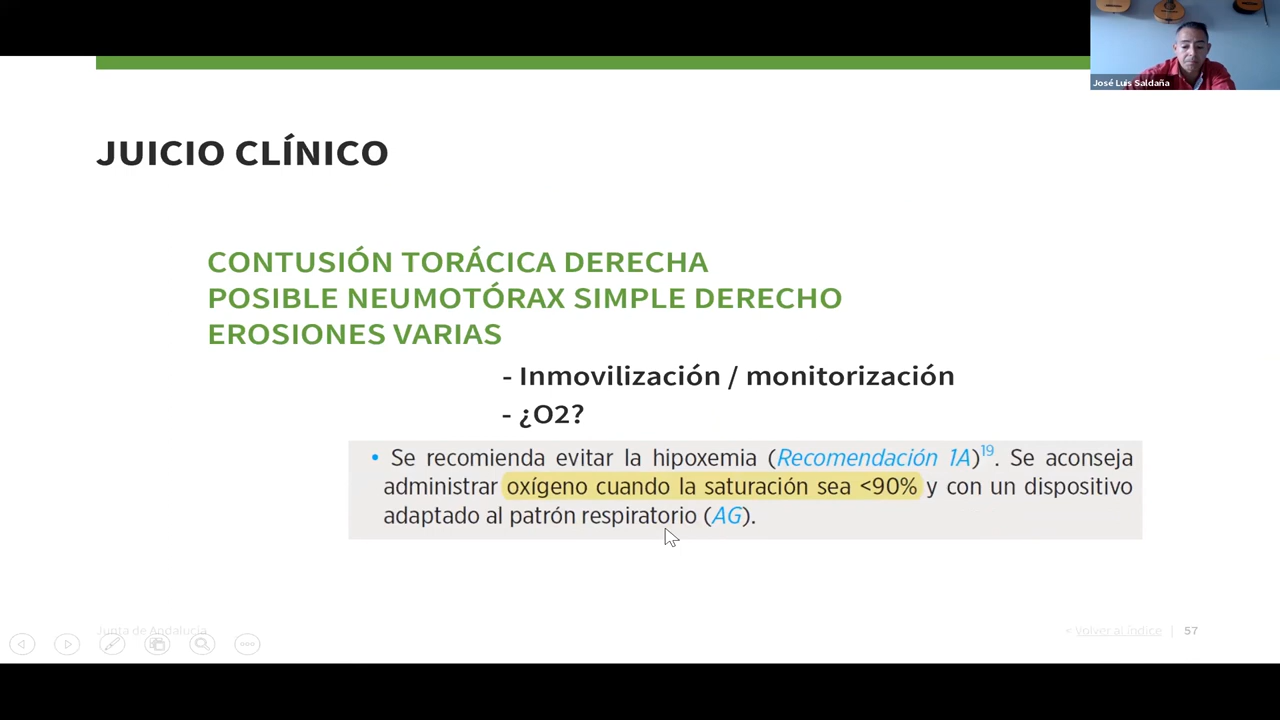 José Luis Saldaña
JUICIO CLÍNICO
CONTUSIÓN TORÁCICA DERECHA
POSIBLE NEUMOTÓRAX SIMPLE DERECHO
EROSIONES VARIAS
- Inmovilización / monitorización
- ¿O2?
• Se recomienda evitar la hipoxemia (Recomendación 1A)19. Se aconseja
administrar oxígeno cuando la saturación sea <90% y con un dispositivo
adaptado al patrón respiratorio (AG).
Junta de Andalucía
< Volver al índice | 57